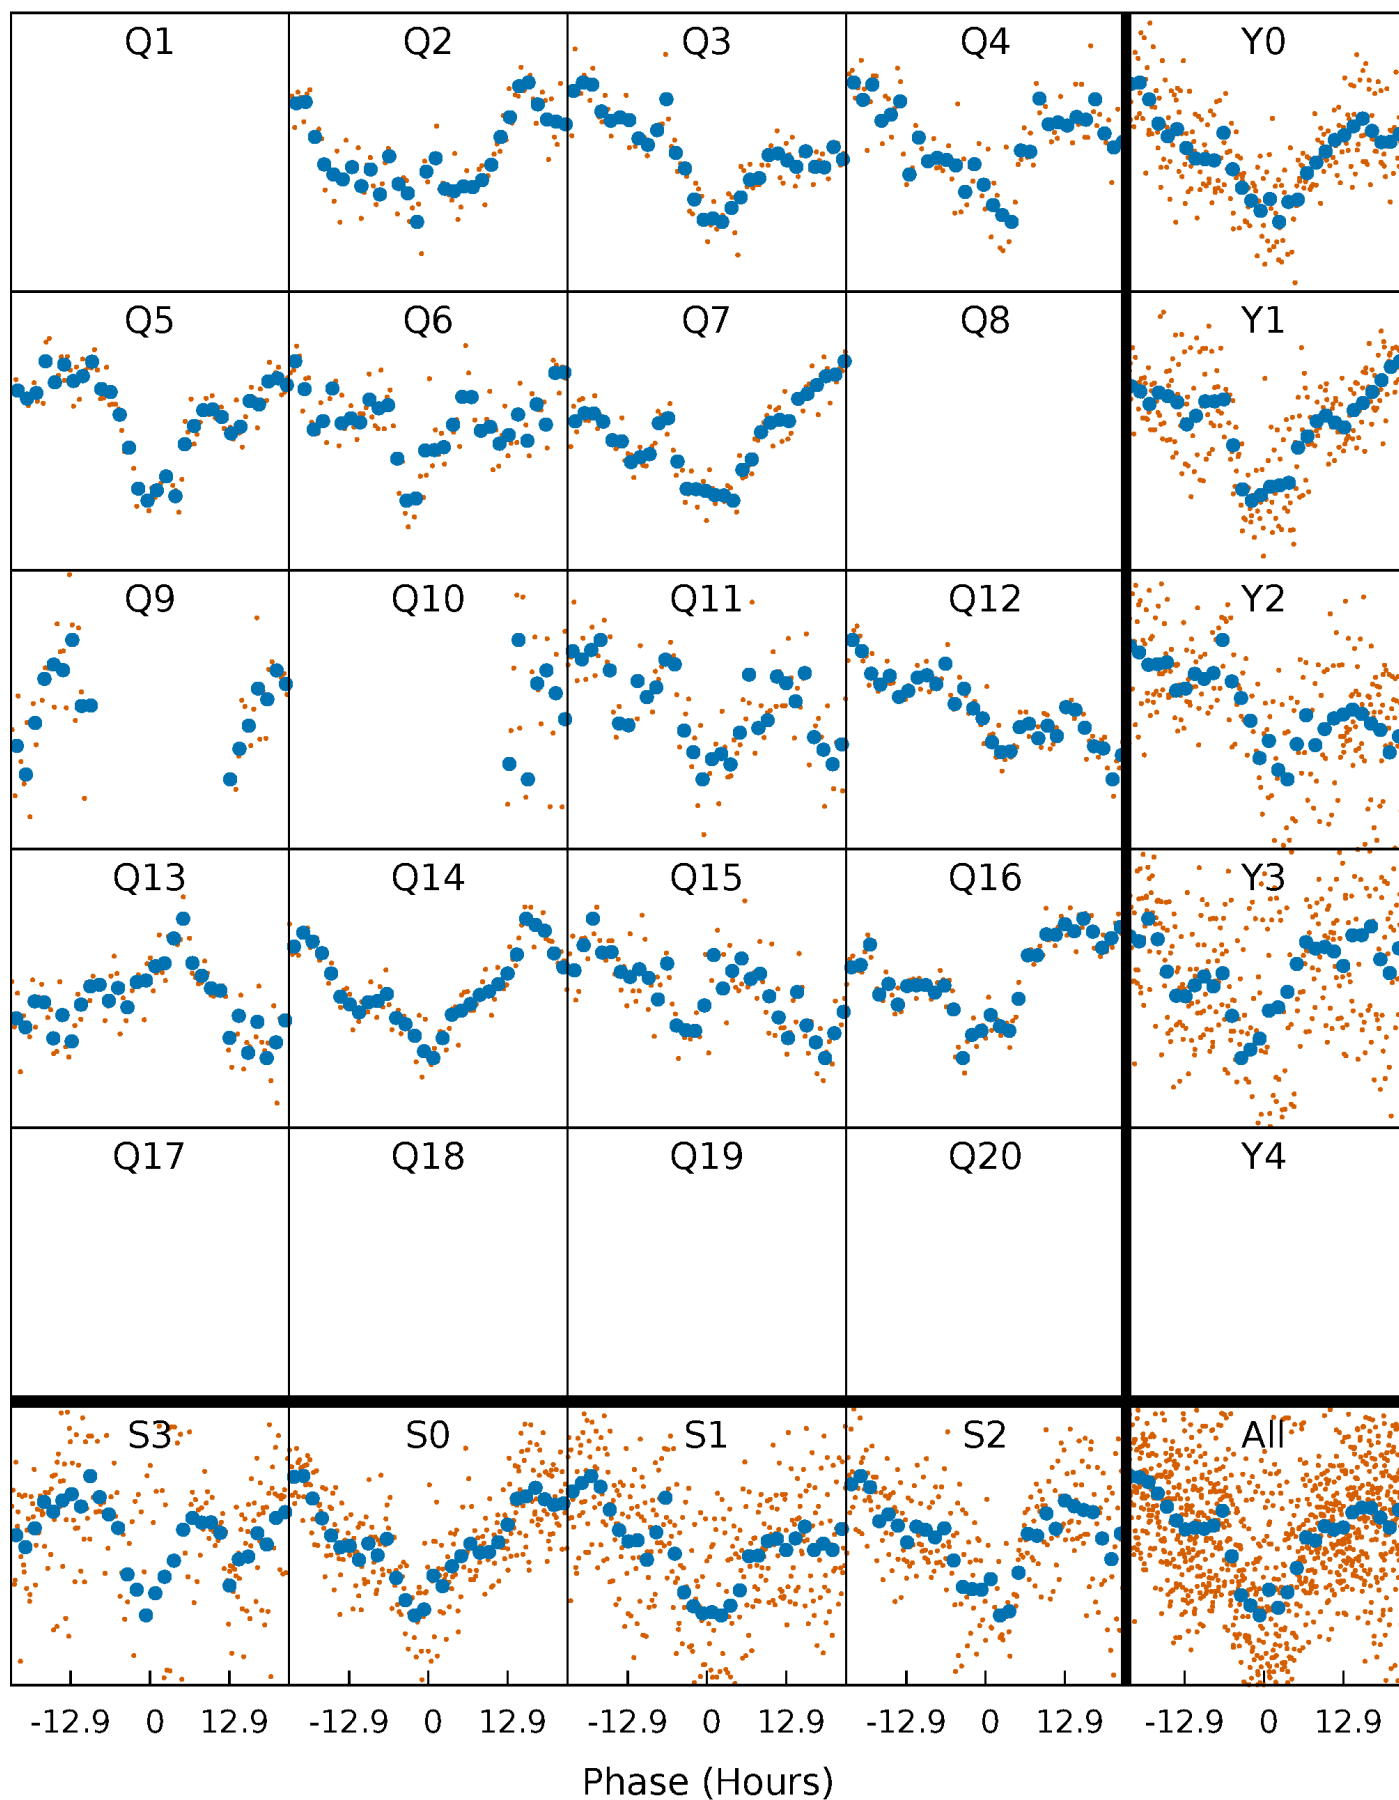 Q1 Q2 Q3 Q4 Y0
Q5 Q6 Q7 Q8 Y1
Q9 Q10 Q11 Q12 Y2
Q13 Q14 Q15 Q16 Y3
Q17 Q18 Q19 Q20 Y4
S3 S0 S1 S2 All
-12.9 0 12.9 -12.9 0 12.9 -12.9 0 12.9 -12.9 0 12.9 -12.9 0 12.9
Phase (Hours)